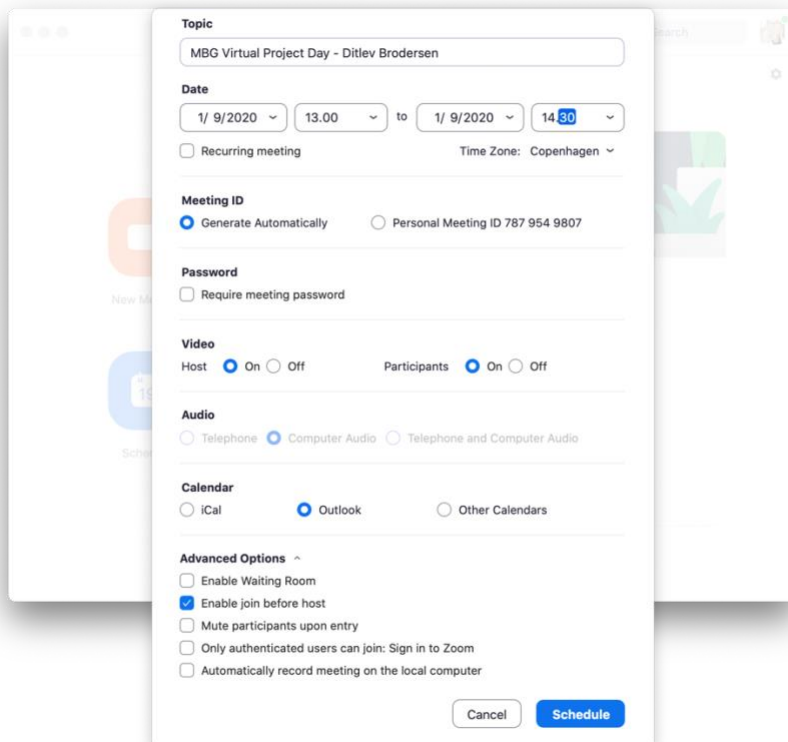 Topic
MBG Virtual Project Day - Ditlev Brodersen
Date
1/ 9/2020 13.00 to 1/ 9/2020 14.30
Recurring meeting Time Zone: Copenhagen
Meeting ID
Generate Automatically Personal Meeting ID 787 954 9807
Password
Require meeting password
Video
Host On Off Participants On Off
Audio
Telephone Computer Audio Telephone and Computer Audio
Calendar
iCal Outlook Other Calendars
Advanced Options
Enable Waiting Room
Enable join before host
Mute participants upon entry
Only authenticated users can join: Sign in to Zoom
Automatically record meeting on the local computer
Cancel Schedule
New
19